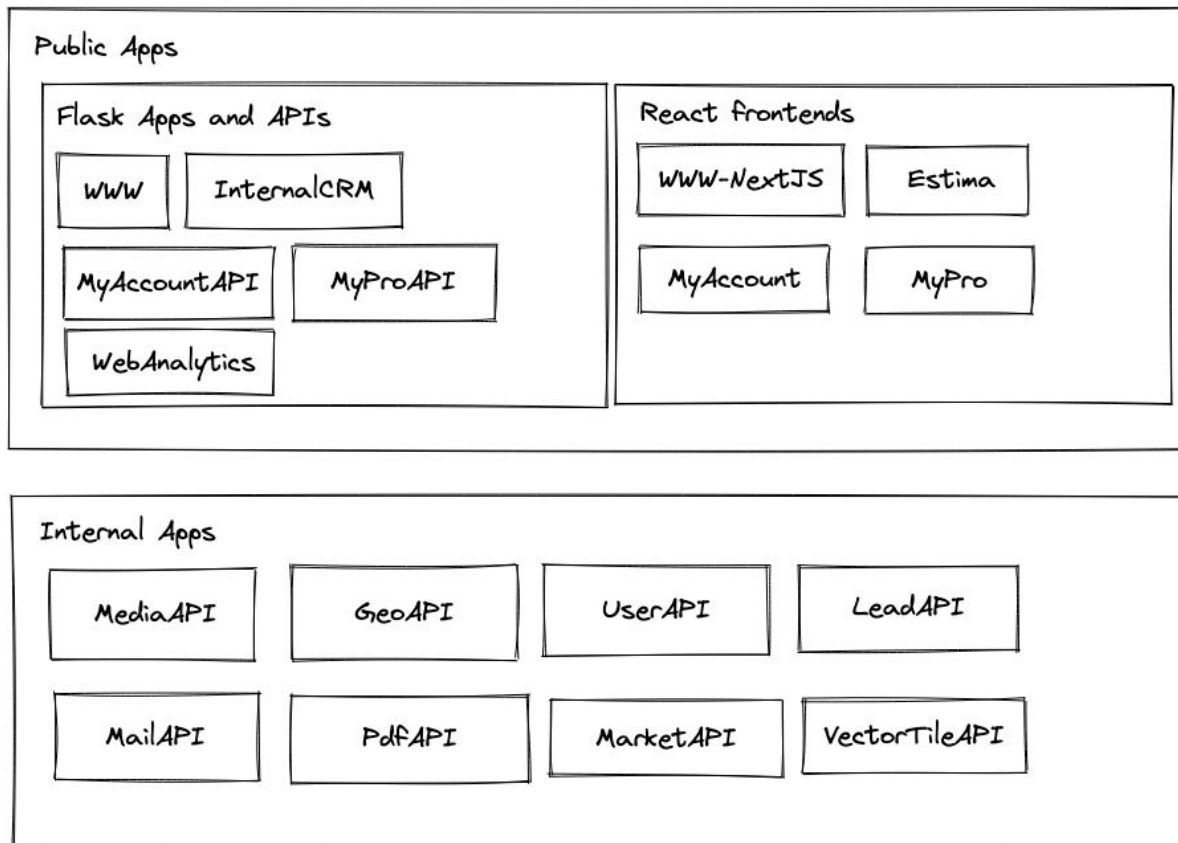 Public Apps
Flask Apps and APIs
WWW
InternalCRM
MyAccountAPI
MyProAPI
WebAnalytics
React frontends
WWW-NextJS
Estima
MyAccount
MyPro
Internal Apps
MediaAPI
GeoAPI
UserAPI
LeadAPI
MailAPI
PdfAPI
MarketAPI
VectorTileAPI